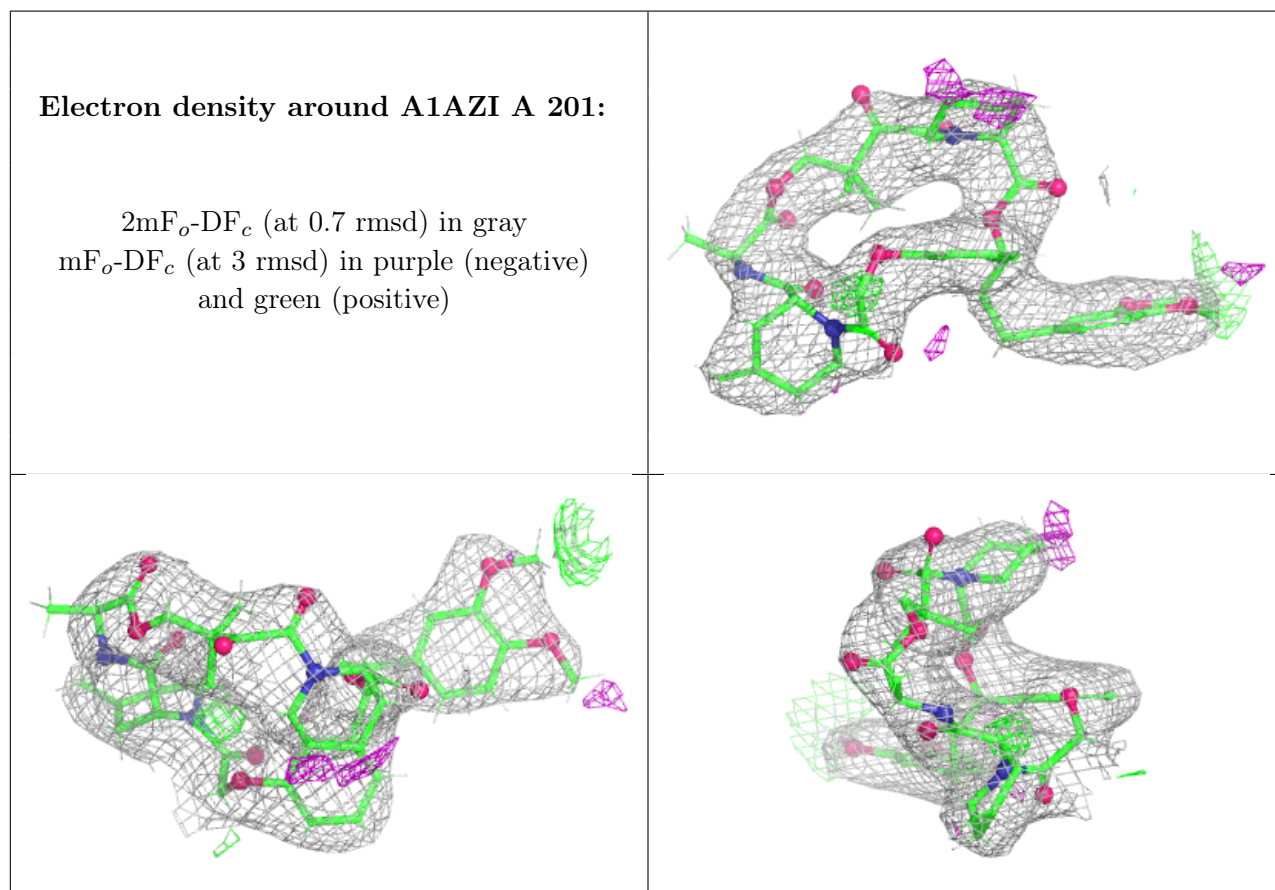 Electron density around A1AZI A 201:
2mFo-DFc (at 0.7 rmsd) in gray
mFo-DFc (at 3 rmsd) in purple (negative)
and green (positive)